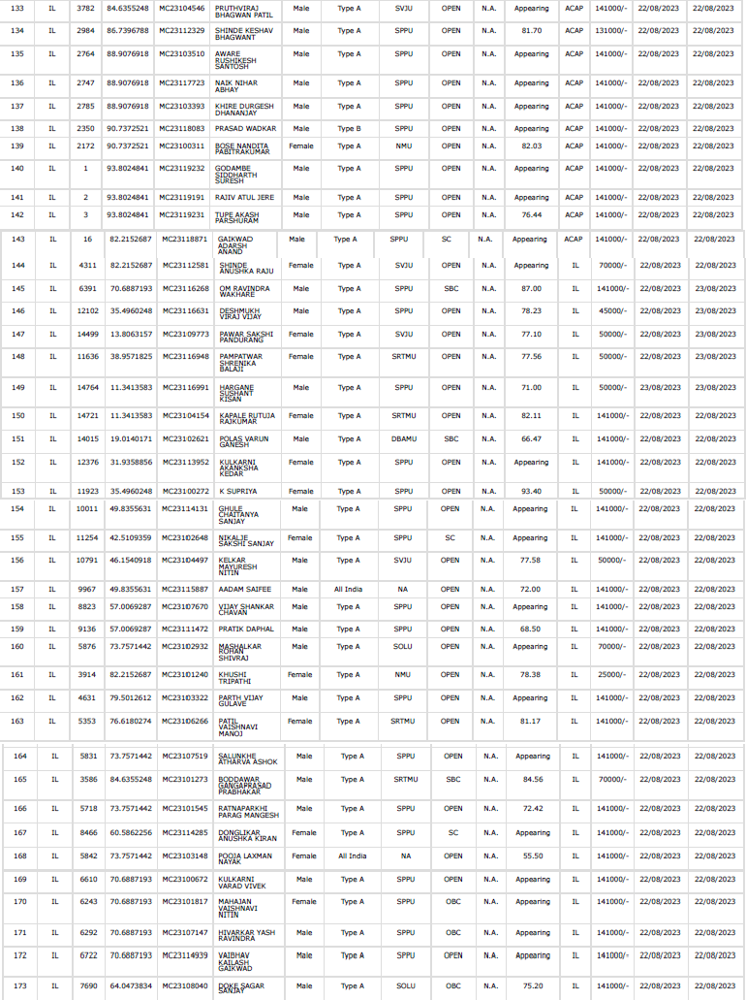 133 IL 3782 84.6355248 MC23104546 PRUTHVIRAJ Male Type A SVJU OPEN N.A. Appearing ACAP 141000/- 22/08/2023 22/08/2023
BHAGWAN PATIL
134 IL 2984 86.7396788 MC23112329 SHINDE KESHAV Male Type A SPPU OPEN N.A. 81.70 ACAP 131000/- 22/08/2023 22/08/2023
BHAGWANT
135 IL 2764 88.9076918 MC23103510 AWARE Male Type A SPPU OPEN N.A. Appearing ACAP 141000/- 22/08/2023 22/08/2023
RUSHIKESH
SANTOSH
136 IL 2747 88.9076918 MC23117723 NAIK NIHAR Male Type A SPPU OPEN N.A. Appearing ACAP 141000/- 22/08/2023 22/08/2023
ABHAY
137 IL 2785 88.9076918 MC23103393 KHIRE DURGESH Male Type A SPPU OPEN N.A. Appearing ACAP 141000/- 22/08/2023 22/08/2023
DHANANJAY
138 IL 2350 90.7372521 MC23118083 PRASAD WADKAR Male Type B SPPU OPEN N.A. Appearing ACAP 141000/- 22/08/2023 22/08/2023
139 IL 2172 90.7372521 MC23100311 BOSE NANDITA Female Type A NMU OPEN N.A. 82.03 ACAP 141000/- 22/08/2023 22/08/2023
PABITRAKUMAR
140 IL 1 93.8024841 MC23119232 GODAMBE Male Type A SPPU OPEN N.A. Appearing ACAP 141000/- 22/08/2023 22/08/2023
SIDDHARTH
SURESH
141 IL 2 93.8024841 MC23119191 RAJIV ATUL JERE Male Type A SPPU OPEN N.A. Appearing ACAP 141000/- 22/08/2023 22/08/2023
142 IL 3 93.8024841 MC23119231 TUPE AKASH Male Type A SPPU OPEN N.A. 76.44 ACAP 141000/- 22/08/2023 22/08/2023
PARSHURAM
143 IL 16 82.2152687 MC23118871 GAIKWAD Male Type A SPPU SC N.A. Appearing ACAP 141000/- 22/08/2023 22/08/2023
ADARSH
ANAND
144 IL 4311 82.2152687 MC23112581 SHINDE Female Type A SVJU OPEN N.A. Appearing IL 70000/- 22/08/2023 22/08/2023
ANUSHKA RAJU
145 IL 6391 70.6887193 MC23116268 OM RAVINDRA Male Type A SPPU SBC N.A. 87.00 IL 141000/- 22/08/2023 23/08/2023
WAKHARE
146 IL 12102 35.4960248 MC23116631 DESHMUKH Male Type A SPPU OPEN N.A. 78.23 IL 45000/- 22/08/2023 23/08/2023
VIRAJ VIJAY
147 IL 14499 13.8063157 MC23109773 PAWAR SAKSHI Female Type A SVJU OPEN N.A. 77.10 IL 50000/- 22/08/2023 23/08/2023
PANDURANG
148 IL 11636 38.9571825 MC23116948 PAMPATWAR Female Type A SRTMU OPEN N.A. 77.56 IL 50000/- 22/08/2023 23/08/2023
SHRENIKA
BALAJI
149 IL 14764 11.3413583 MC23116991 HARGANE Male Type A SPPU OPEN N.A. 71.00 IL 50000/- 23/08/2023 23/08/2023
SUSHANT
KISAN
150 IL 14721 11.3413583 MC23104154 KAPALE RUTUJA Female Type A SRTMU OPEN N.A. 82.11 IL 141000/- 22/08/2023 22/08/2023
RAJKUMAR
151 IL 14015 19.0140171 MC23102621 POLAS VARUN Male Type A DBAMU SBC N.A. 66.47 IL 141000/- 22/08/2023 22/08/2023
GANESH
152 IL 12376 31.9358856 MC23113952 KULKARNI Female Type A SPPU OPEN N.A. Appearing IL 141000/- 22/08/2023 22/08/2023
AKANKSHA
KEDAR
153 IL 11923 35.4960248 MC23100272 K SUPRIYA Female Type A SPPU OPEN N.A. 93.40 IL 50000/- 22/08/2023 22/08/2023
154 IL 10011 49.8355631 MC23114131 GHULE Male Type A SPPU OPEN N.A. Appearing IL 141000/- 22/08/2023 22/08/2023
CHAITANYA
SANJAY
155 IL 11254 42.5109359 MC23102648 NIKALJE Female Type A SPPU SC N.A. Appearing IL 141000/- 22/08/2023 22/08/2023
SAKSHI SANJAY
156 IL 10791 46.1540918 MC23104497 KELKAR Male Type A SVJU OPEN N.A. 77.58 IL 50000/- 22/08/2023 22/08/2023
MAYURESH
NITIN
157 IL 9967 49.8355631 MC23115887 AADAM SAIFEE Male All India NA OPEN N.A. 72.00 IL 141000/- 22/08/2023 22/08/2023
158 IL 8823 57.0069287 MC23107670 VIJAY SHANKAR Male Type A SPPU OPEN N.A. Appearing IL 141000/- 22/08/2023 22/08/2023
CHAVAN
159 IL 9136 57.0069287 MC23111472 PRATIK DAPHAL Male Type A SPPU OPEN N.A. 68.50 IL 141000/- 22/08/2023 22/08/2023
160 IL 5876 73.7571442 MC23102932 MASHALKAR Male Type A SOLU OPEN N.A. Appearing IL 70000/- 22/08/2023 22/08/2023
ROHAN
SHIVRAJ
161 IL 3914 82.2152687 MC23101240 KHUSHI Female Type A NMU OPEN N.A. 78.38 IL 25000/- 22/08/2023 22/08/2023
TRIPATHI
162 IL 4631 79.5012612 MC23103322 PARTH VIJAY Male Type A SPPU OPEN N.A. Appearing IL 141000/- 22/08/2023 22/08/2023
GULAVE
163 IL 5353 76.6180274 MC23106266 PATIL Female Type A SRTMU OPEN N.A. 81.17 IL 141000/- 22/08/2023 22/08/2023
VAISHNAVI
MANOJ
164 IL 5831 73.7571442 MC23107519 SALUNKHE Male Type A SPPU OPEN N.A. Appearing IL 141000/- 22/08/2023 22/08/2023
ATHARVA ASHOK
165 IL 3586 84.6355248 MC23101273 BODDAWAR Male Type A SRTMU SBC N.A. 84.56 IL 70000/- 22/08/2023 22/08/2023
GANGAPRASAD
PRABHAKAR
166 IL 5718 73.7571442 MC23101545 RATNAPARKHI Male Type A SPPU OPEN N.A. 72.42 IL 141000/- 22/08/2023 22/08/2023
PARAG MANGESH
167 IL 8466 60.5862256 MC23114285 DONGLIKAR Female Type A SPPU SC N.A. Appearing IL 141000/- 22/08/2023 22/08/2023
ANUSHKA KIRAN
168 IL 5842 73.7571442 MC23103148 POOJA LAXMAN Female All India NA OPEN N.A. 55.50 IL 141000/- 22/08/2023 22/08/2023
NAYAK
169 IL 6610 70.6887193 MC23100672 KULKARNI Male Type A SPPU OPEN N.A. Appearing IL 141000/- 22/08/2023 22/08/2023
VARAD VIVEK
170 IL 6243 70.6887193 MC23101817 MAHAJAN Female Type A SPPU OBC N.A. Appearing IL 141000/- 22/08/2023 22/08/2023
VAISHNAVI
NITIN
171 IL 6292 70.6887193 MC23107147 HIVARKAR YASH Male Type A SPPU OBC N.A. Appearing IL 141000/- 22/08/2023 22/08/2023
RAVINDRA
172 IL 6722 70.6887193 MC23114939 VAIBHAV Male Type A SPPU OPEN N.A. Appearing IL 141000/- 22/08/2023 22/08/2023
KAILASH
GAIKWAD
173 IL 7690 64.0473834 MC23108040 DOKE SAGAR Male Type A SOLU OBC N.A. 75.20 IL 141000/- 22/08/2023 22/08/2023
SANJAY